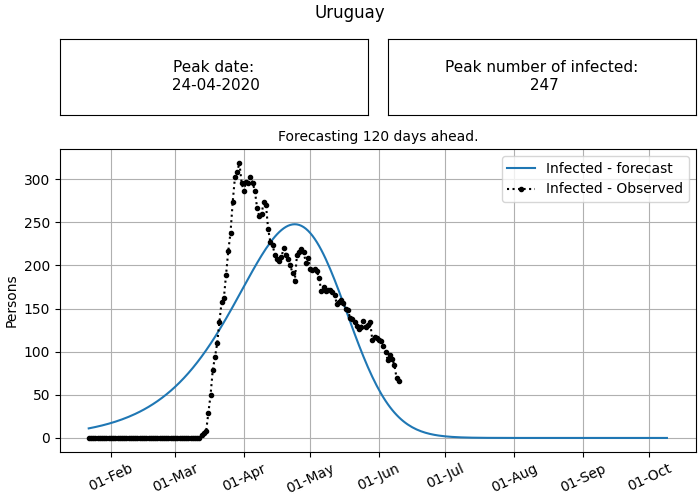 Uruguay
Peak date:
24-04-2020
Peak number of infected:
247
Forecasting 120 days ahead.
Infected - forecast
Infected - Observed
Persons
300
250
200
150
100
50
0
01-Feb
01-Mar
01-Apr
01-May
01-Jun
01-Jul
01-Aug
01-Sep
01-Oct